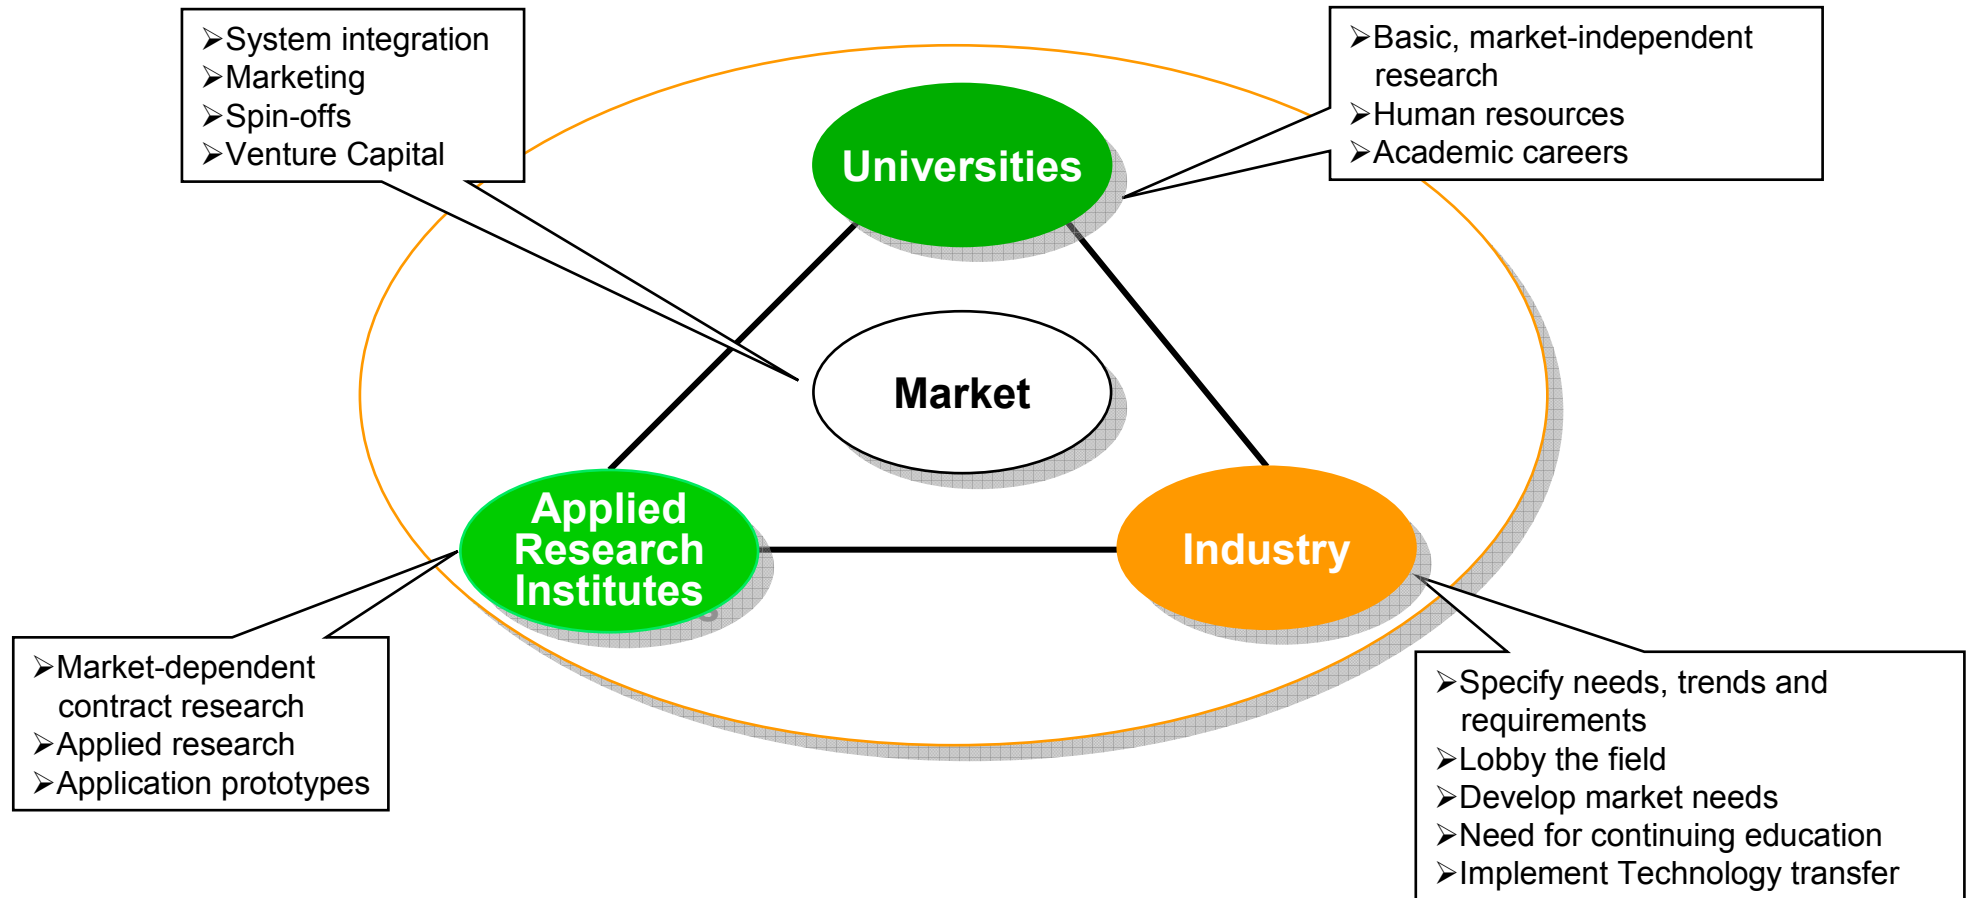 ➢System integration
➢Marketing
➢Spin-offs
➢Venture Capital
➢Basic, market-independent
research
➢Human resources
➢Academic careers
Universities
Market
Applied
Research
Institutes
Industry
➢Market-dependent
contract research
➢Applied research
➢Application prototypes
➢Specify needs, trends and
requirements
➢Lobby the field
➢Develop market needs
➢Need for continuing education
➢Implement Technology transfer